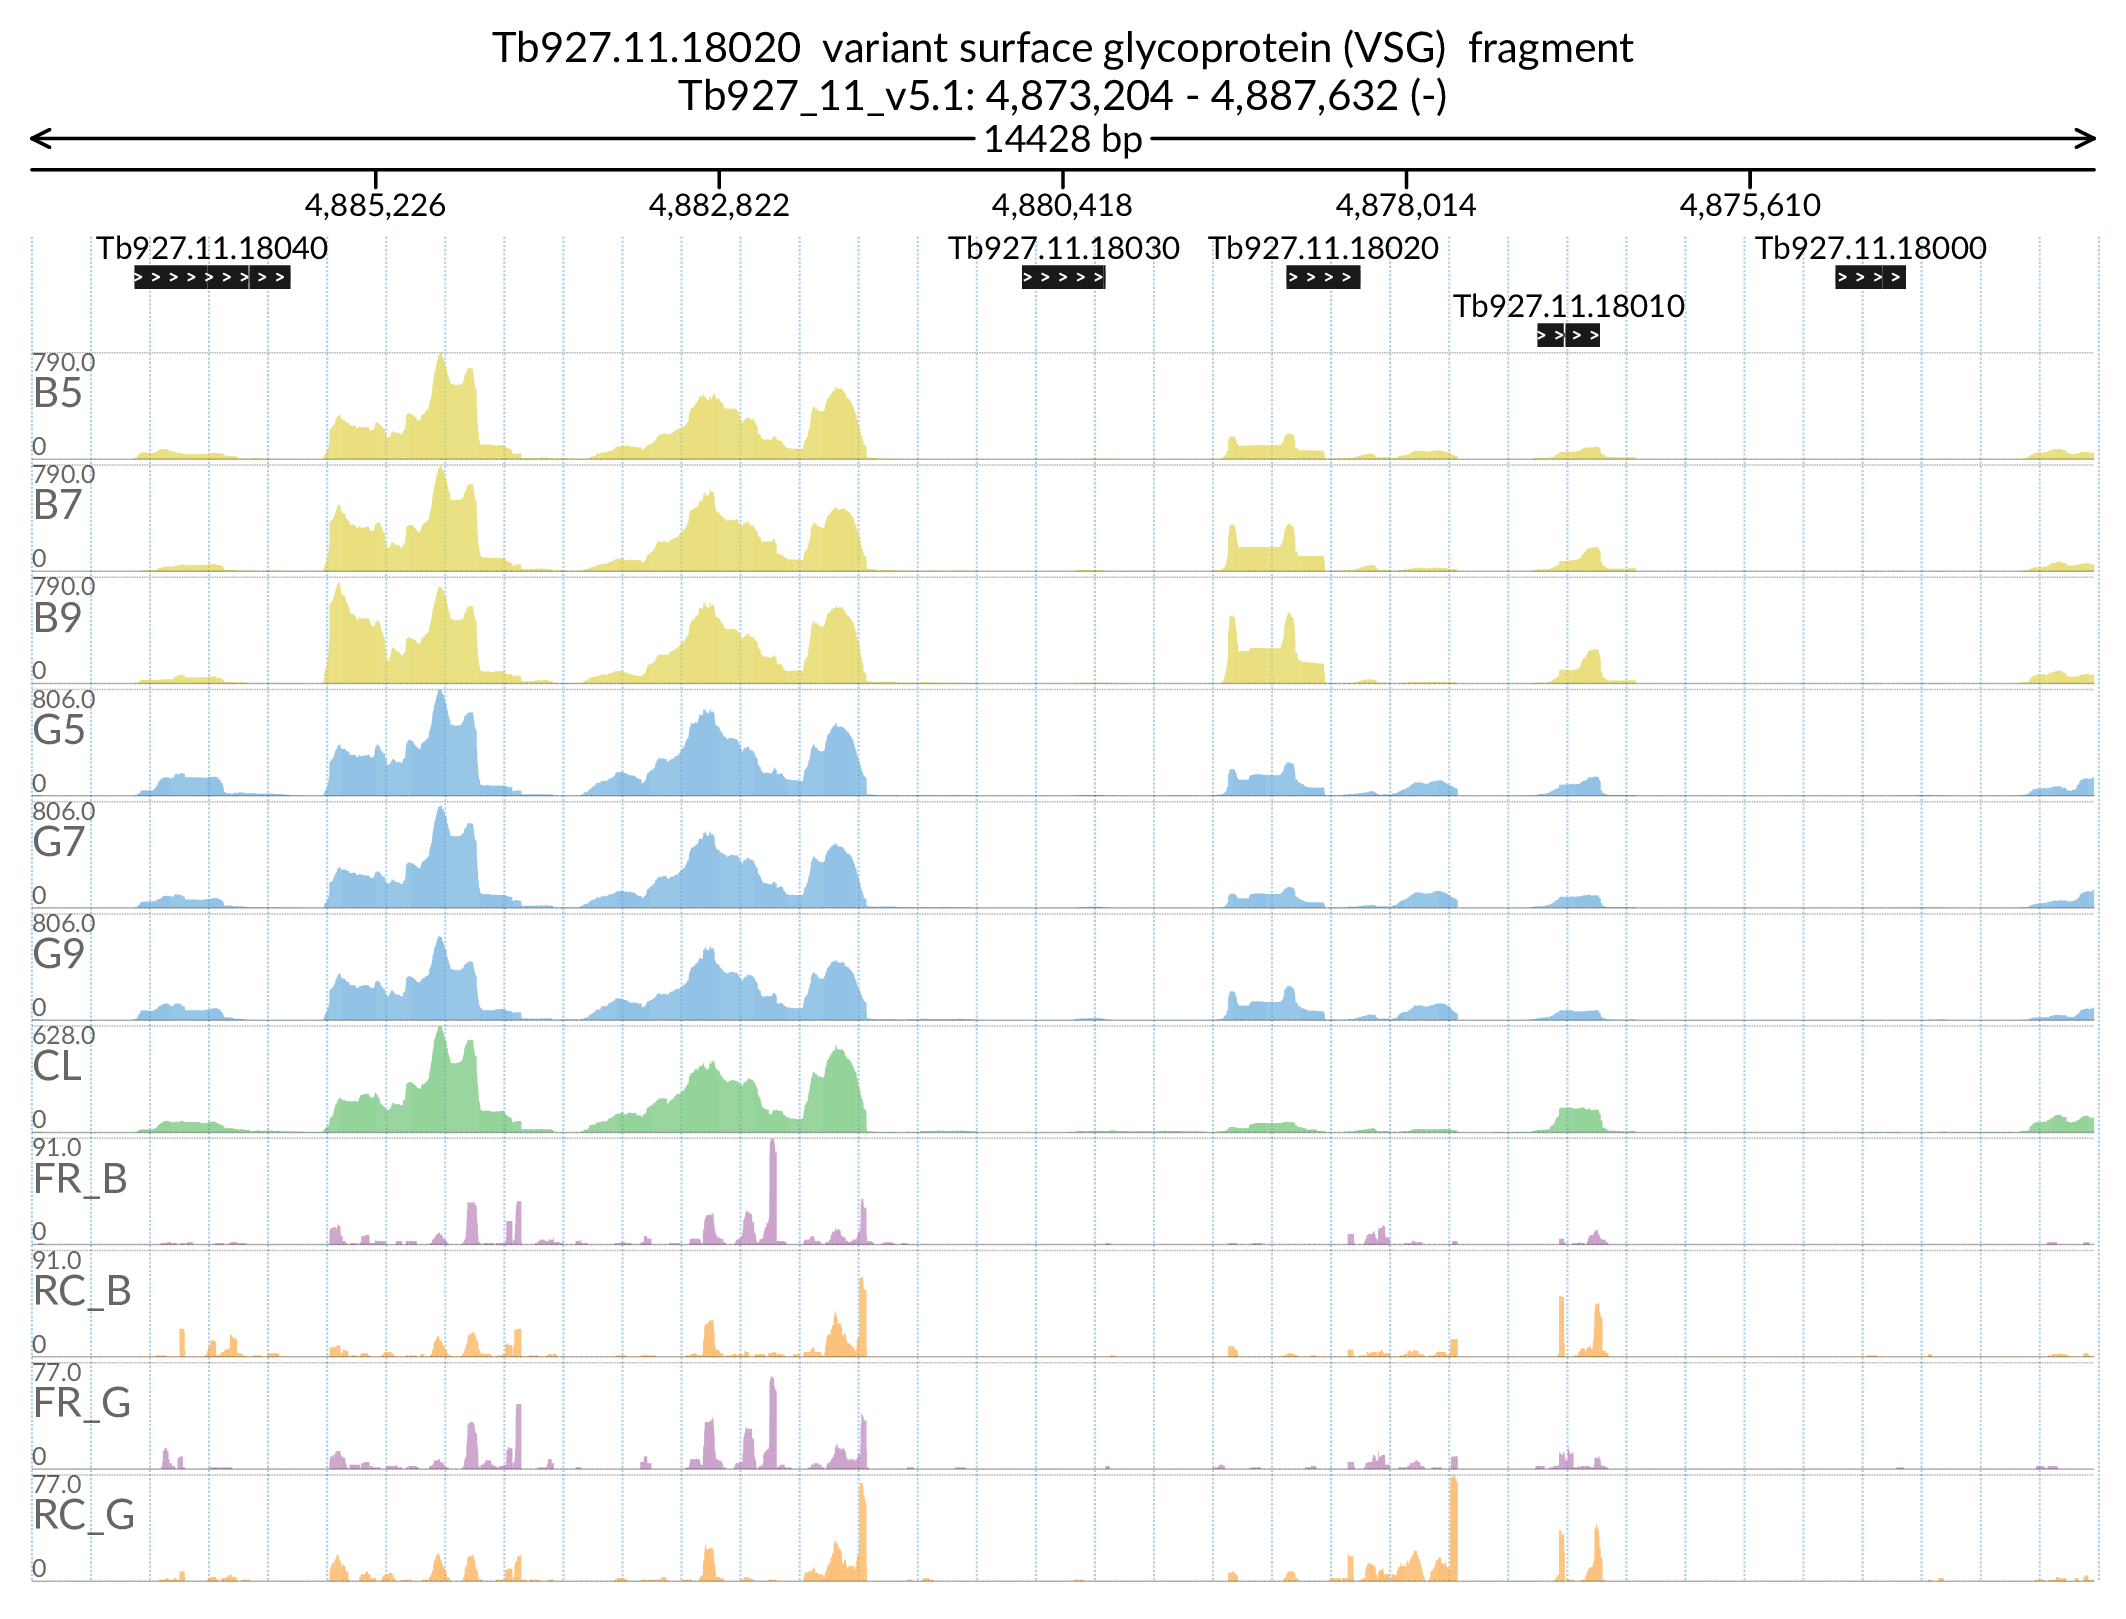 Tb927.11.18020  variant surface glycoprotein (VSG)  fragment
Tb927_11_v5.1: 4,873,204 - 4,887,632 (-)
14428 bp
4,885,226 4,882,822 4,880,418 4,878,014 4,875,610
Tb927.11.18040 Tb927.11.18030 Tb927.11.18020 Tb927.11.18000
Tb927.11.18010
790.0
B5
0
790.0
B7
0
790.0
B9
0
806.0
G5
0
806.0
G7
0
806.0
G9
0
628.0
CL
0
91.0
FR_B
0
91.0
RC_B
0
77.0
FR_G
0
77.0
RC_G
0